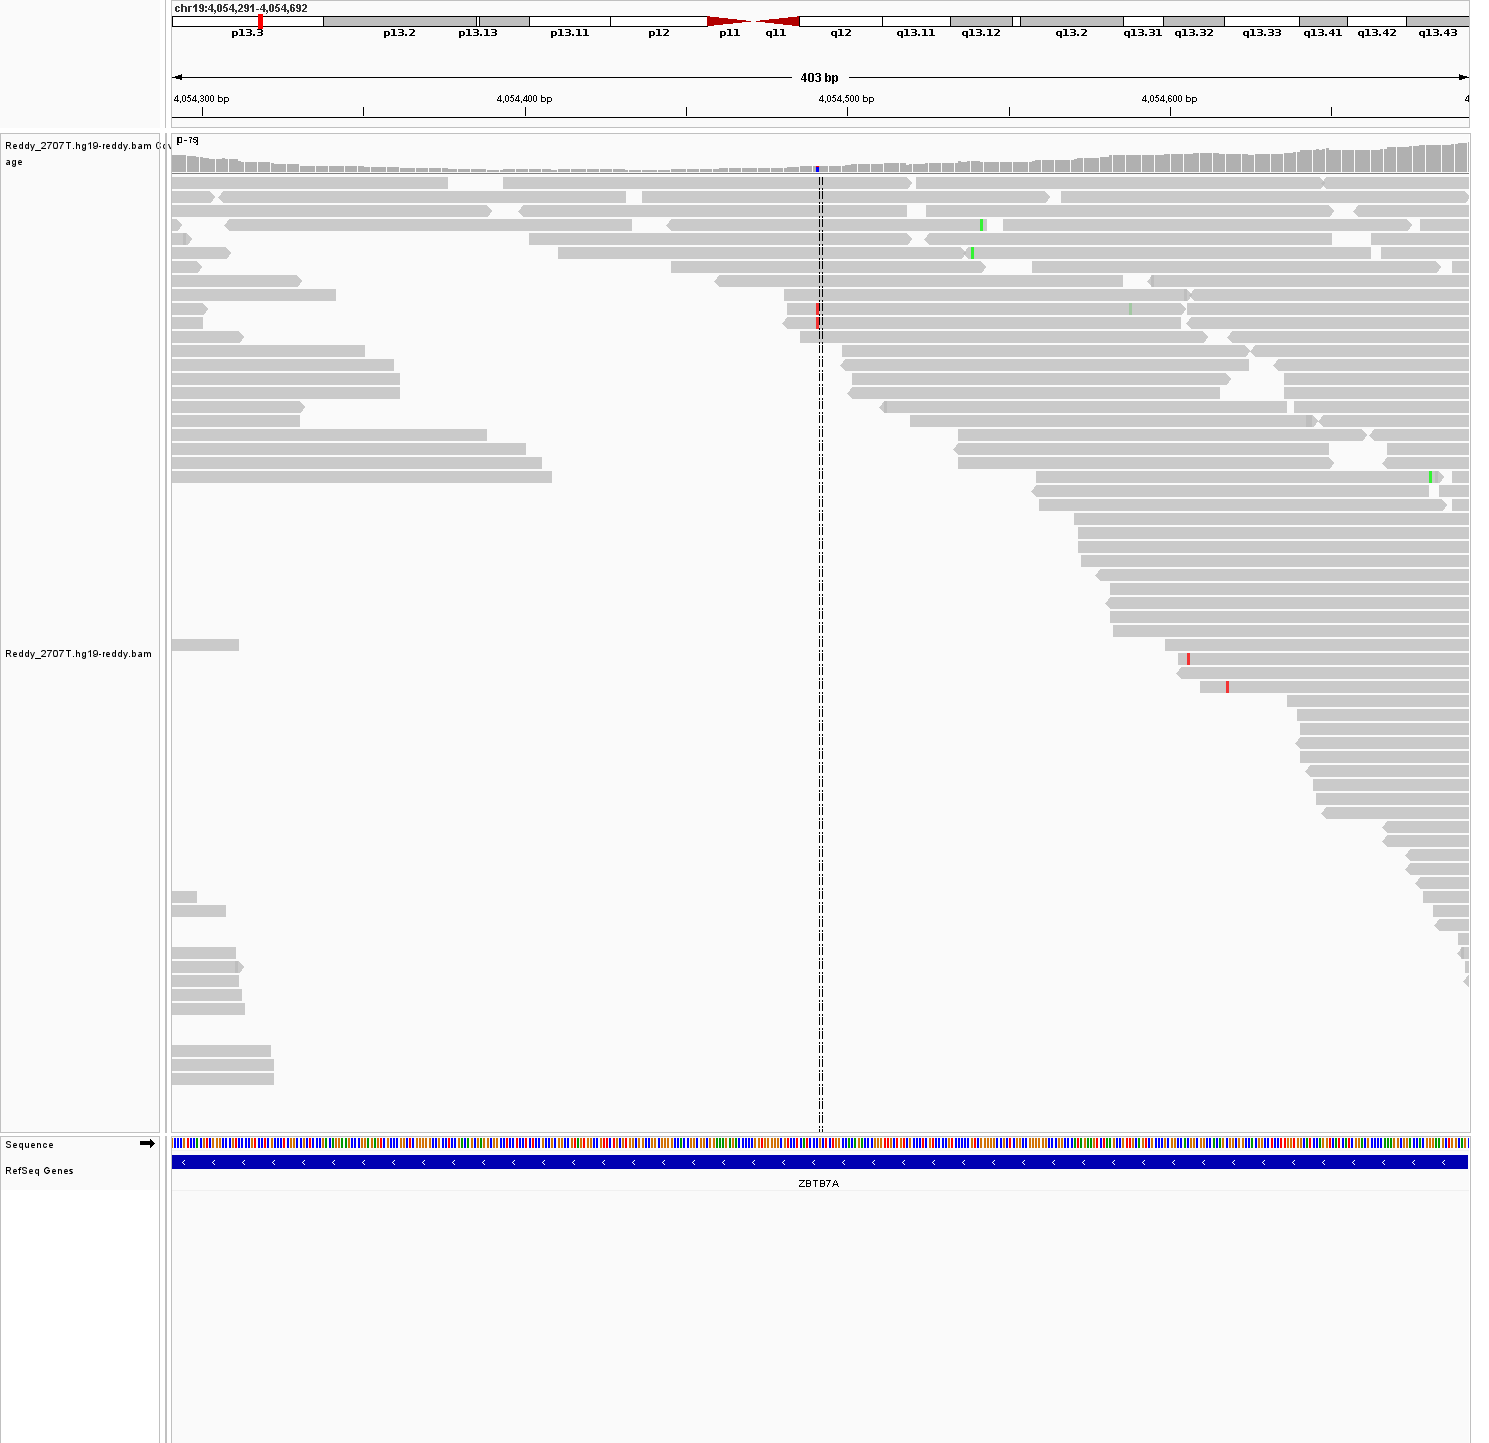 chr19:4,054,291-4,054,692
p13.3 p13.2 p13.13 p13.11 p12 p11 q11 q12 q13.11 q13.12 q13.2 q13.31 q13.32 q13.33 q13.41 q13.42 q13.43
403 bp
4,054,300 bp 4,054,400 bp 4,054,500 bp 4,054,600 bp 4
[0-79]
Reddy_2707T.hg19-reddy.bam Cov
age
Reddy_2707T.hg19-reddy.bam
Sequence
RefSeq Genes
ZBTB7A